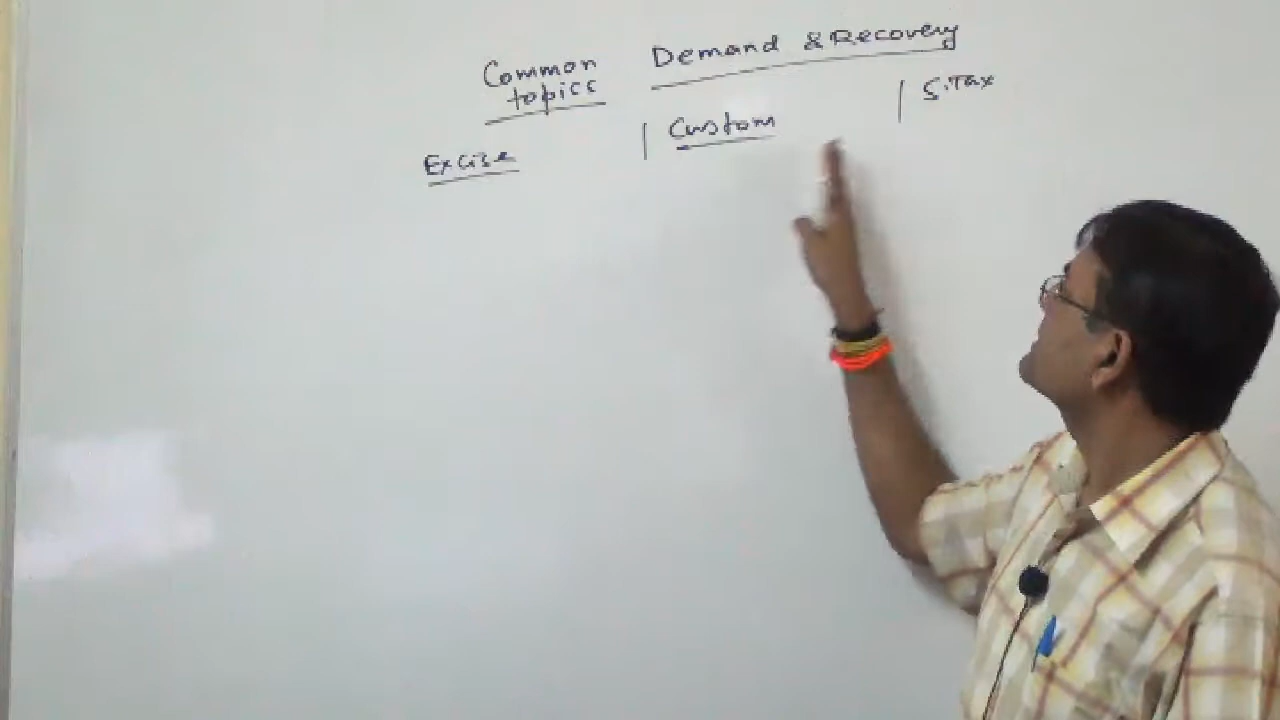 Common Demand & Recovery
topics
Excise | Custom | S.Tax